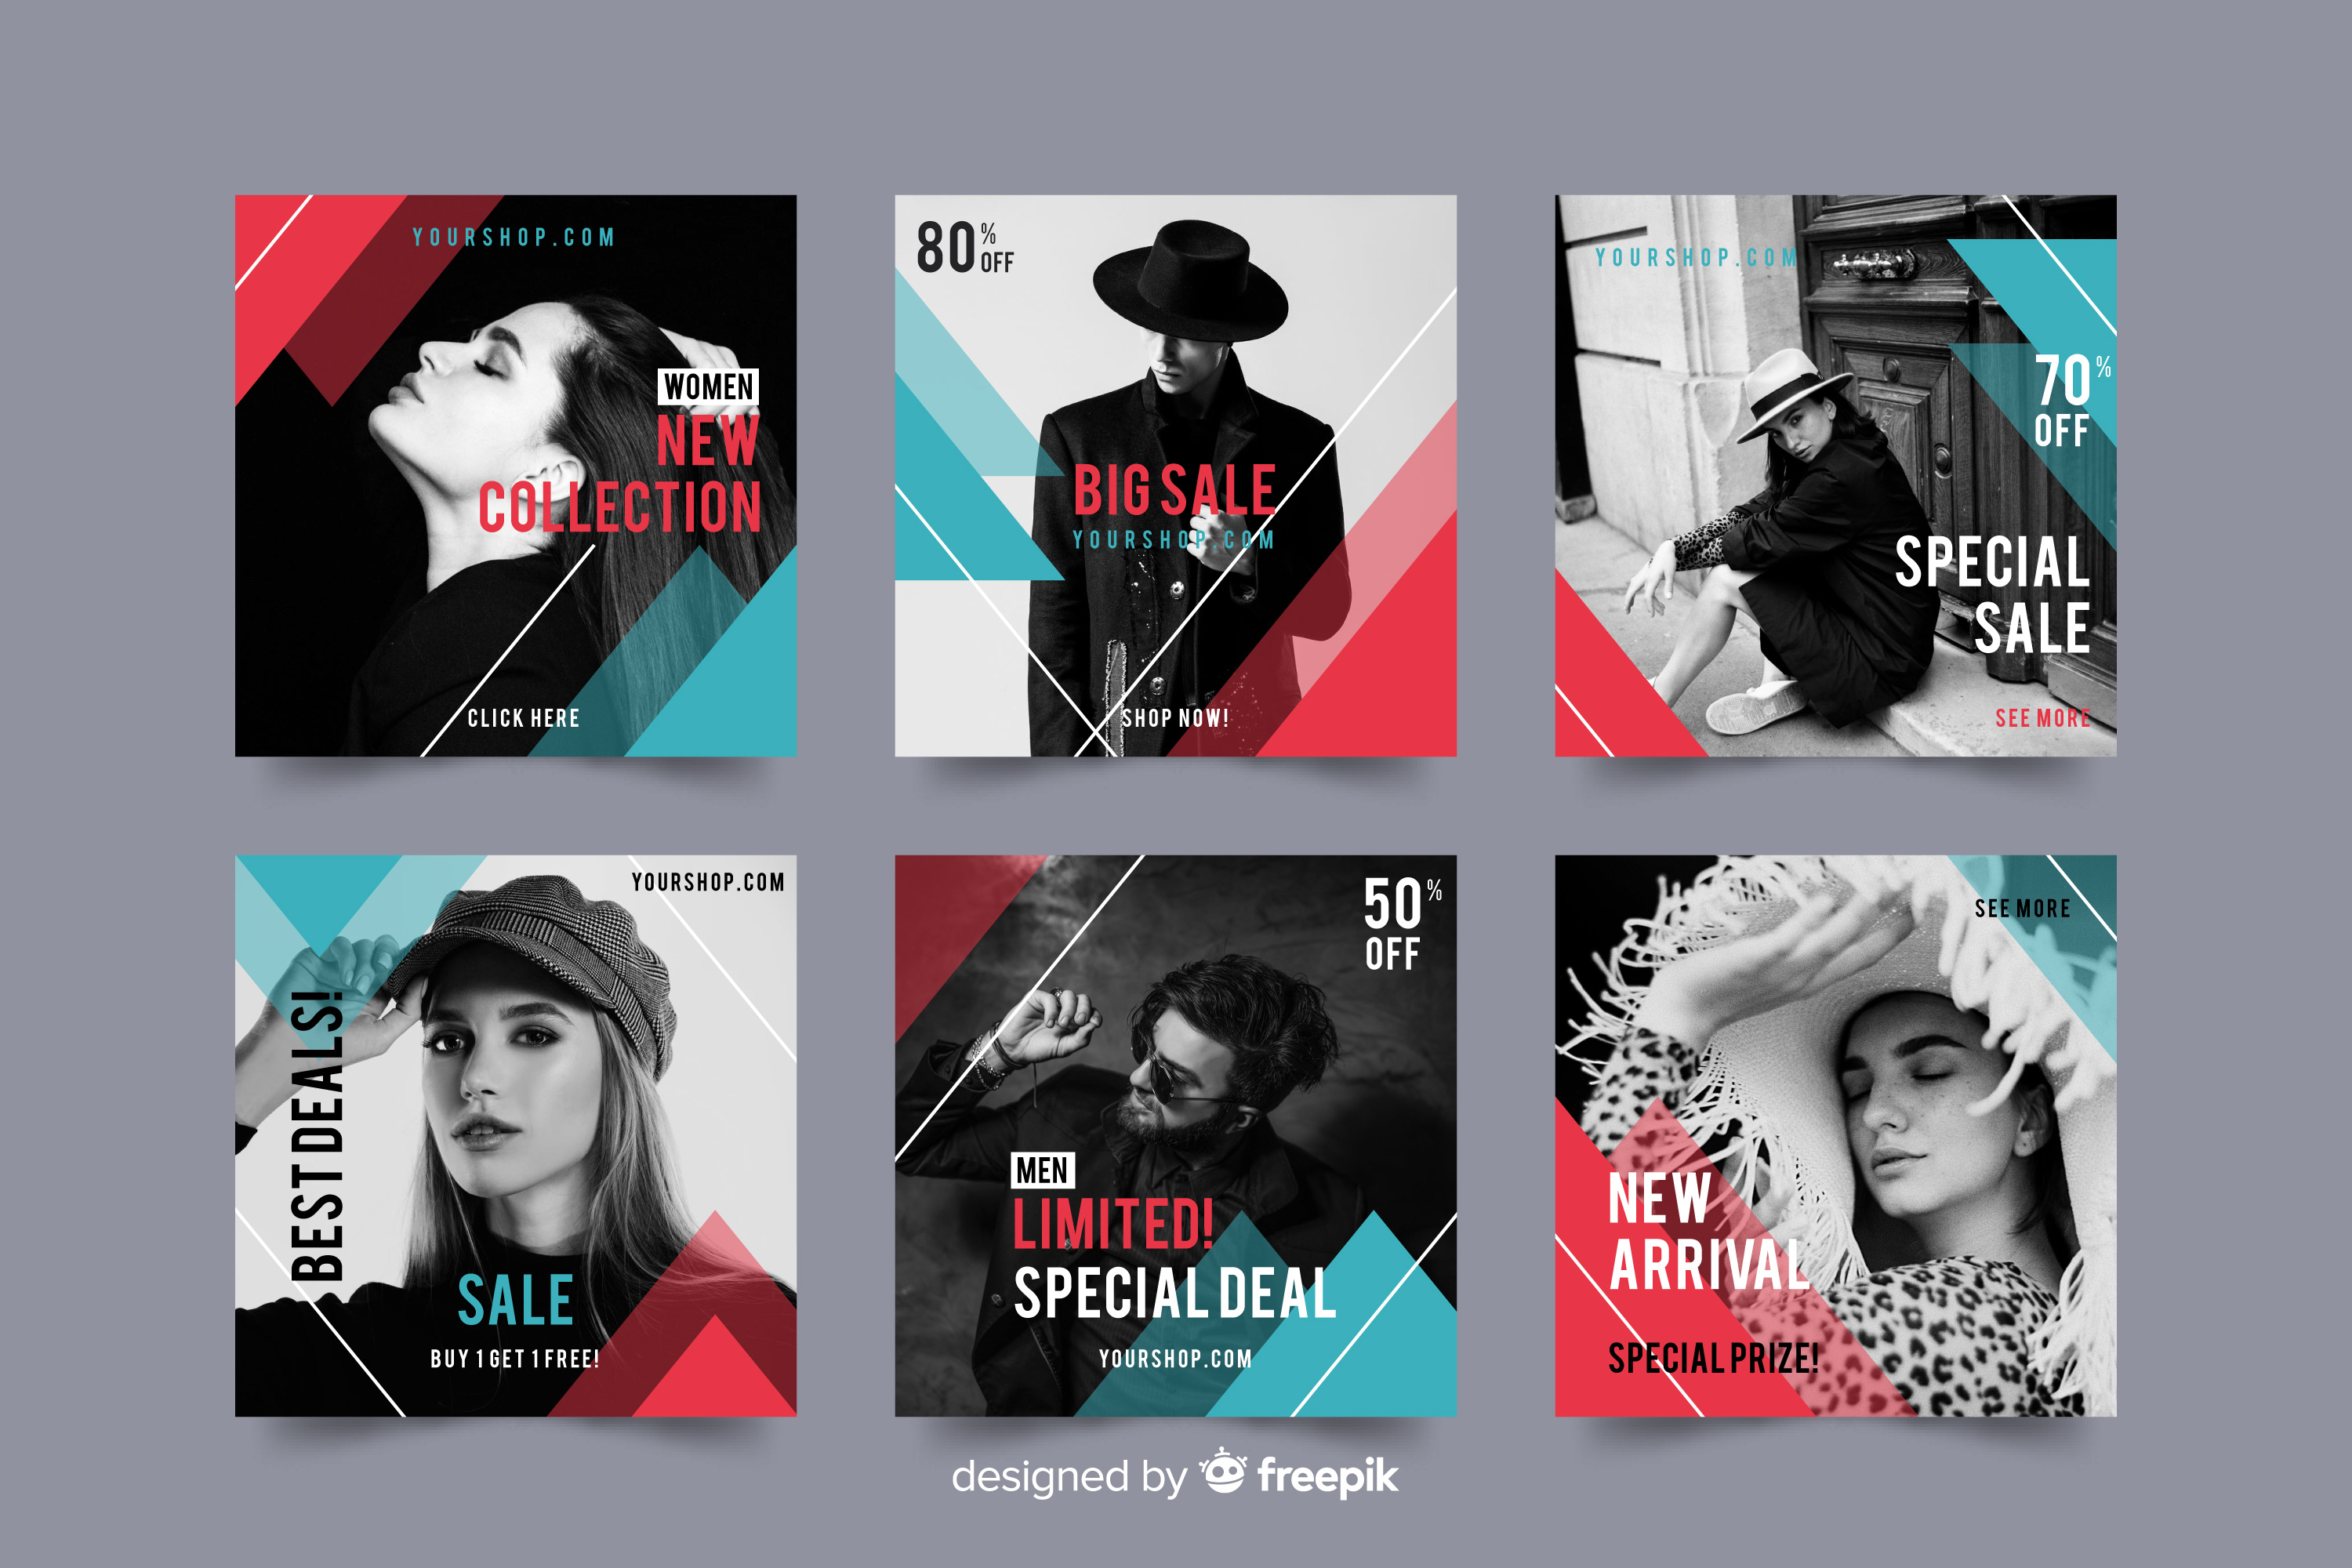 YOURSHOP.COM
WOMEN
NEW
COLLECTION
CLICK HERE
80% OFF
BIG SALE
YOURSHOP.COM
SHOP NOW!
YOURSHOP.COM
70%
OFF
SPECIAL
SALE
SEE MORE
YOURSHOP.COM
BEST DEALS!
SALE
BUY 1 GET 1 FREE!
50%
OFF
MEN
LIMITED!
SPECIAL DEAL
YOURSHOP.COM
SEE MORE
NEW
ARRIVAL
SPECIAL PRIZE!
designed by freepik